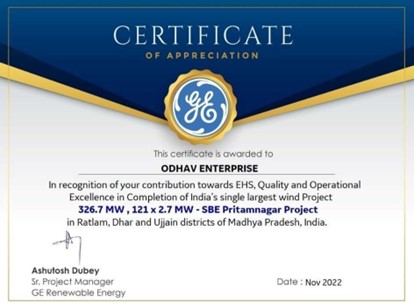 CERTIFICATE
OF APPRECIATION
GE
This certificate is awarded to
ODHAV ENTERPRISE
In recognition of your contribution towards EHS, Quality and Operational
Excellence in Completion of India's single largest wind Project
326.7 MW , 121 x 2.7 MW - SBE Pritamnagar Project
in Ratlam, Dhar and Ujjain districts of Madhya Pradesh, India.
Ashutosh Dubey
Sr. Project Manager
GE Renewable Energy
Date : Nov 2022